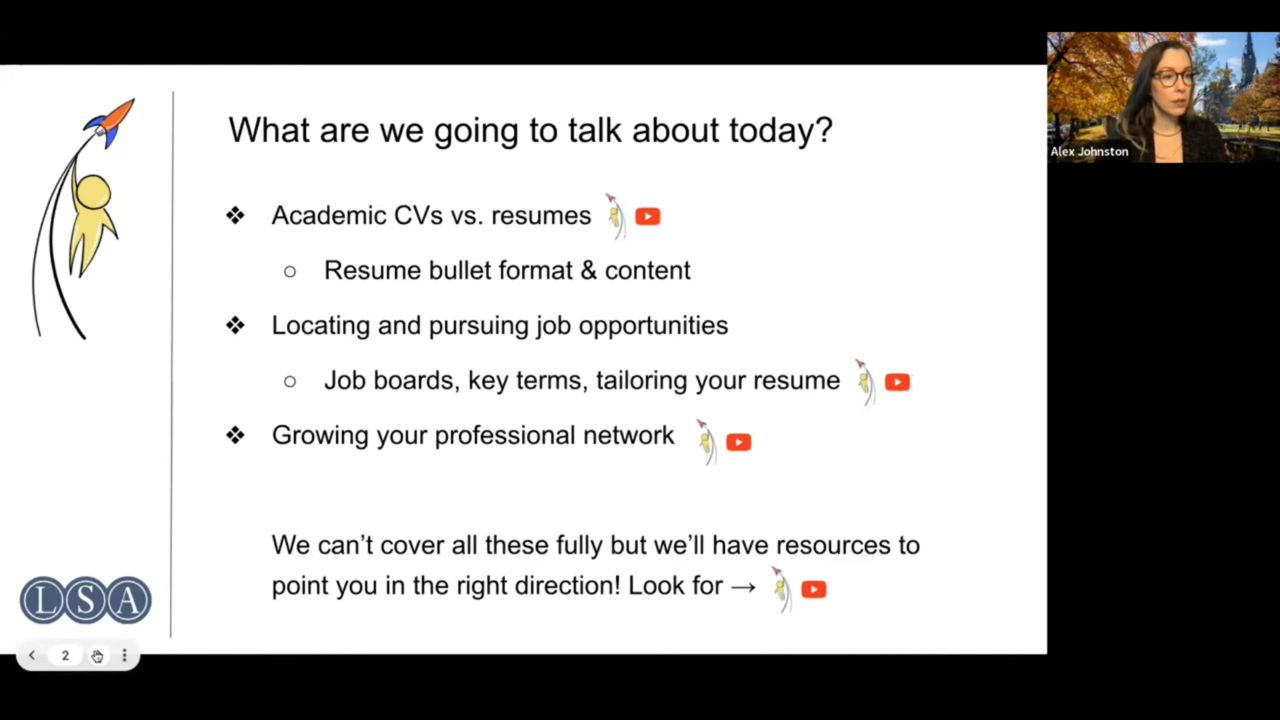 What are we going to talk about today?
❖ Academic CVs vs. resumes
○ Resume bullet format & content
❖ Locating and pursuing job opportunities
○ Job boards, key terms, tailoring your resume
❖ Growing your professional network
We can't cover all these fully but we'll have resources to
point you in the right direction! Look for →
LSA
2
Alex Johnston